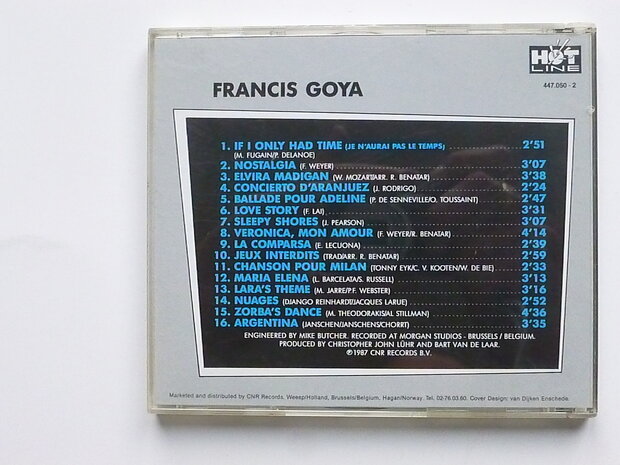 HOT
LINE
447.050 - 2
FRANCIS GOYA
1. IF I ONLY HAD TIME (JE N'AURAI PAS LE TEMPS) 2'51
(M. FUGAIN/P. DELANOE)
2. NOSTALGIA (F. WEYER) 3'07
3. ELVIRA MADIGAN (W. MOZART/ARR. R. BENATAR) 3'38
4. CONCIERTO D'ARANJUEZ (J. RODRIGO) 2'24
5. BALLADE POUR ADELINE (P. DE SENNEVILLE/O. TOUSSAINT) 2'47
6. LOVE STORY (F. LAI) 3'31
7. SLEEPY SHORES (J. PEARSON) 3'07
8. VERONICA, MON AMOUR (F. WEYER/R. BENATAR) 4'14
9. LA COMPARSA (E. LECUONA) 2'39
10. JEUX INTERDITS (TRAD/ARR. R. BENATAR) 2'59
11. CHANSON POUR MILAN (TONNY EYK/C. V. KOOTEN/W. DE BIE) 2'33
12. MARIA ELENA (L. BARCELATA/S. RUSSELL) 3'13
13. LARA'S THEME (M. JARRE/P.F. WEBSTER) 3'16
14. NUAGES (DJANGO REINHARDT/JACQUES LARUE) 2'52
15. ZORBA'S DANCE (M. THEODORAKIS/AL STILLMAN) 4'36
16. ARGENTINA (JANSCHEN/JANSCHENS/CHORRT) 3'35
ENGINEERED BY MIKE BUTCHER. RECORDED AT MORGAN STUDIOS - BRUSSELS / BELGIUM.
PRODUCED BY CHRISTOPHER JOHN LÜHR AND BART VAN DE LAAR.
℗1987 CNR RECORDS B.V.
Marketed and distributed by CNR Records, Weesp/Holland, Brussels/Belgium, Hagan/Norway. Tel. 02-76.03.60. Cover Design: van Dijken Enschede.